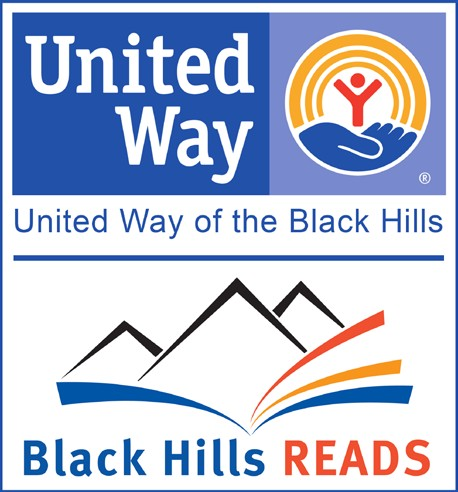 United
Way
®
United Way of the Black Hills
Black Hills READS